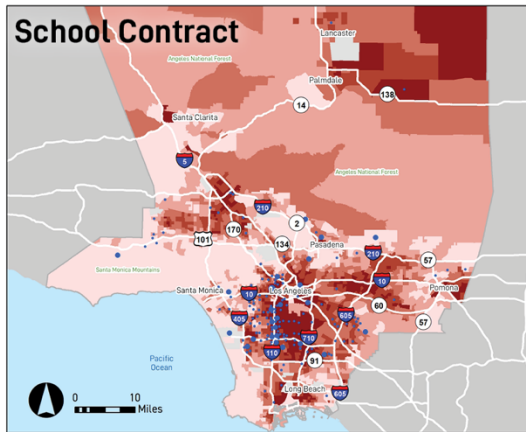 School Contract
Lancaster
Angeles National Forest
Palmdale
138
14
Santa Clarita
5
Angeles National Forest
210
2
170
101
134
Pasadena
210
57
Santa Monica Mountains
10
Santa Monica
10
Los Angeles
Pomona
60
405
605
57
710
110
91
Pacific
Ocean
Long Beach
605
0 10
Miles